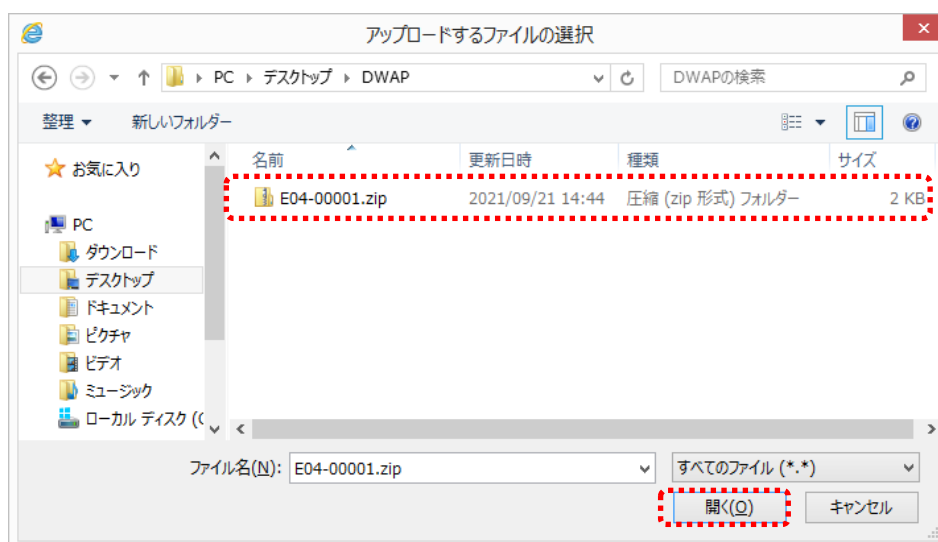 アップロードするファイルの選択
PC デスクトップ DWAP DWAPの検索
整理 新しいフォルダー
お気に入り
PC
ダウンロード
デスクトップ
ドキュメント
ピクチャ
ビデオ
ミュージック
ローカル ディスク (C
名前 更新日時 種類 サイズ
E04-00001.zip 2021/09/21 14:44 圧縮 (zip 形式) フォルダー 2 KB
ファイル名(N): E04-00001.zip すべてのファイル (*.*)
開く(O) キャンセル